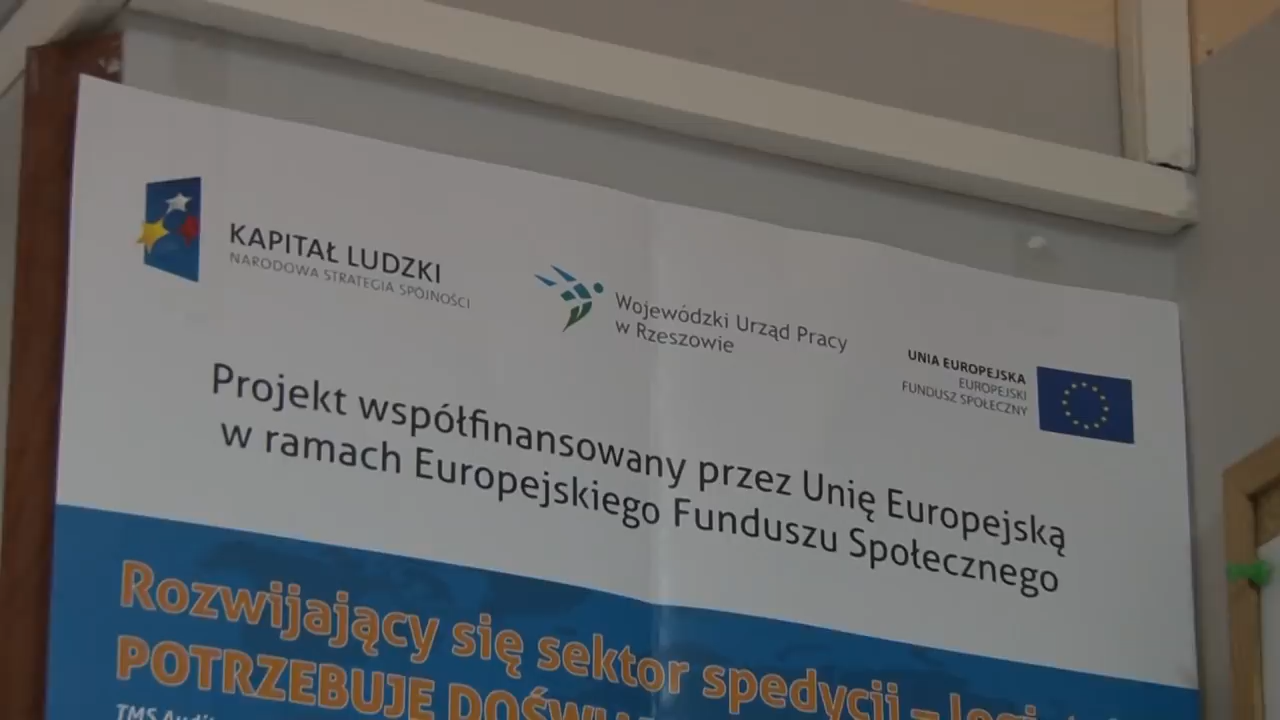 KAPITAŁ LUDZKI
NARODOWA STRATEGIA SPÓJNOŚCI
Wojewódzki Urząd Pracy
w Rzeszowie
UNIA EUROPEJSKA
EUROPEJSKI
FUNDUSZ SPOŁECZNY
Projekt współfinansowany przez Unię Europejską
w ramach Europejskiego Funduszu Społecznego
Rozwijający się sektor spedycji –
POTRZEBUJE
TMS